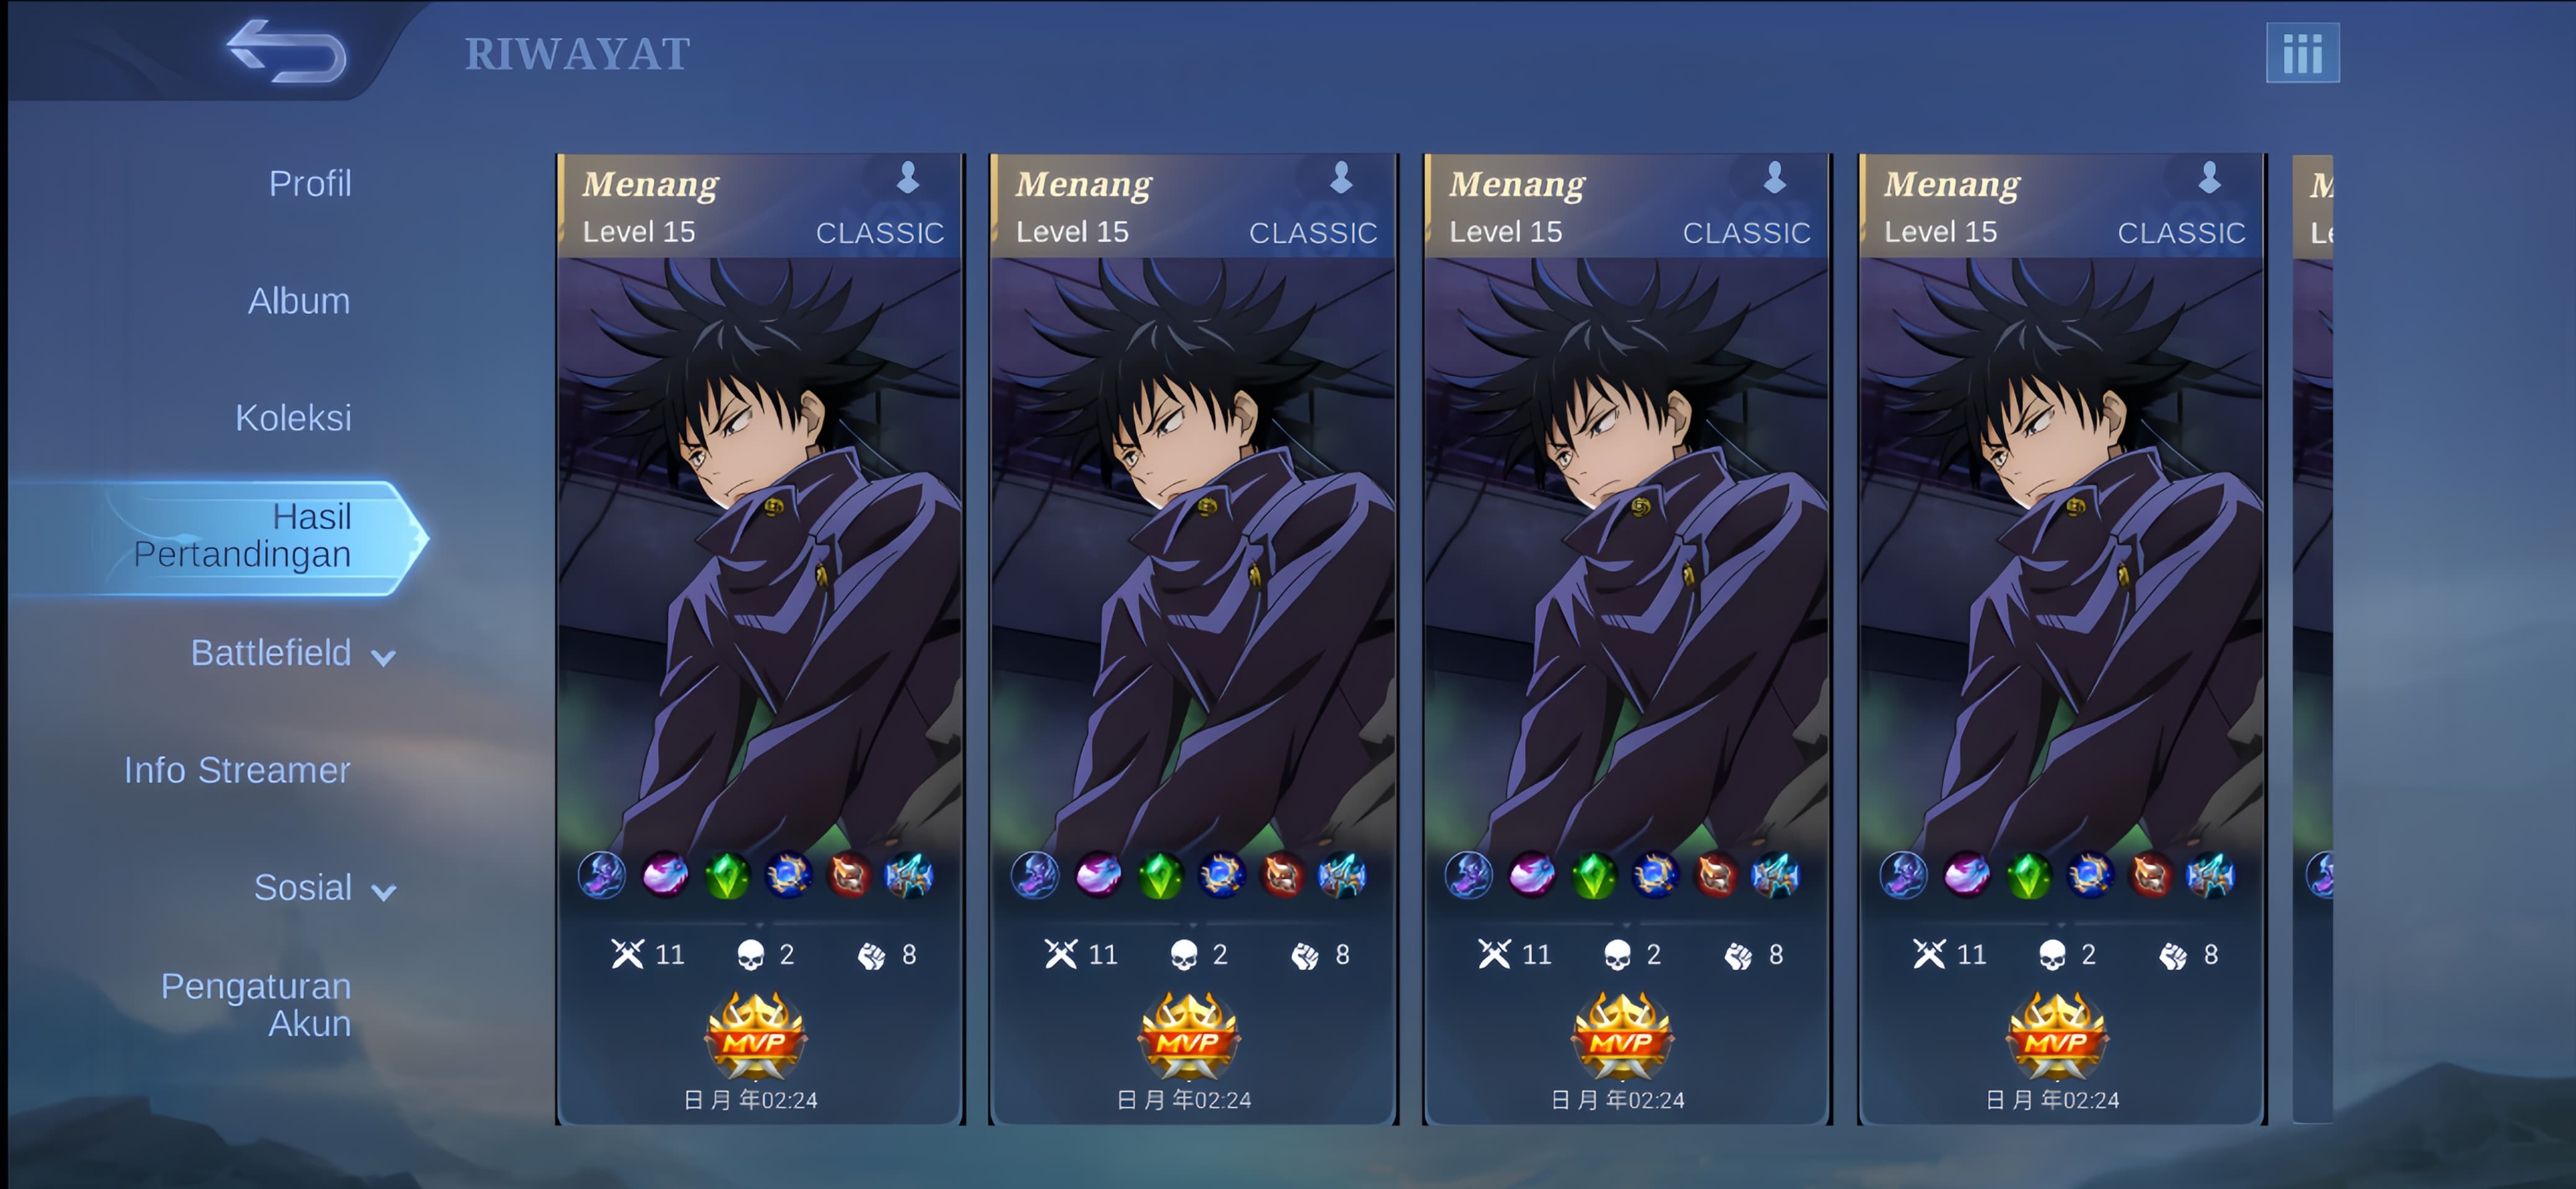 RIWAYAT
Profil
Album
Koleksi
Hasil
Pertandingan
Battlefield
Info Streamer
Sosial
Pengaturan
Akun
Menang
Level 15 CLASSIC
11 2 8
MVP
日 月 年02:24
Menang
Level 15 CLASSIC
11 2 8
MVP
日 月 年02:24
Menang
Level 15 CLASSIC
11 2 8
MVP
日 月 年02:24
Menang
Level 15 CLASSIC
11 2 8
MVP
日 月 年02:24